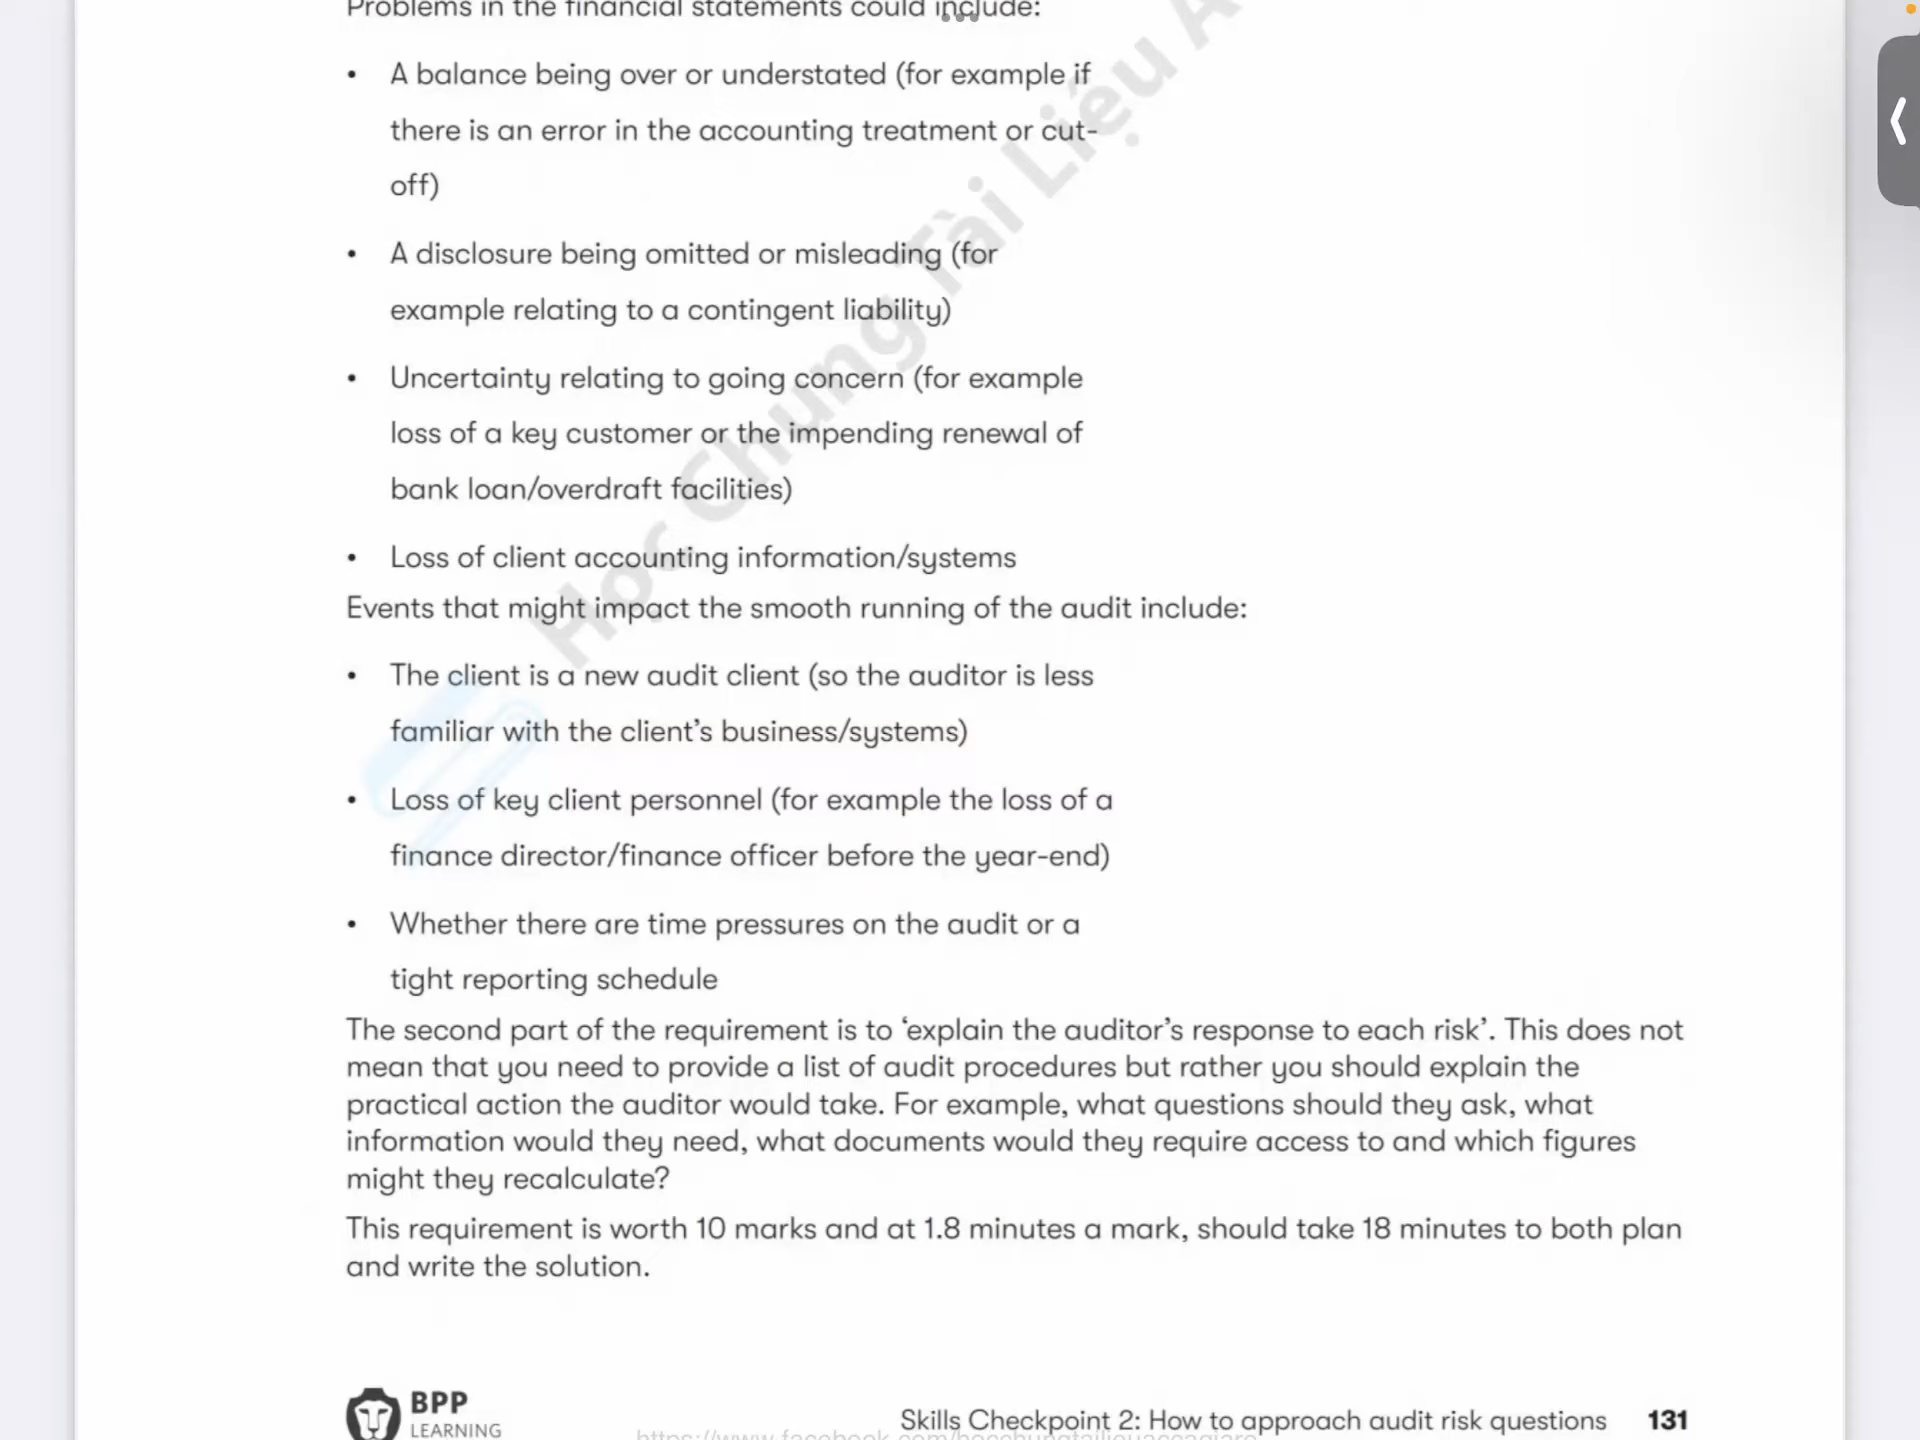 Problems in the financial statements could include:
• A balance being over or understated (for example if
there is an error in the accounting treatment or cut-
off)
• A disclosure being omitted or misleading (for
example relating to a contingent liability)
• Uncertainty relating to going concern (for example
loss of a key customer or the impending renewal of
bank loan/overdraft facilities)
• Loss of client accounting information/systems
Events that might impact the smooth running of the audit include:
• The client is a new audit client (so the auditor is less
familiar with the client’s business/systems)
• Loss of key client personnel (for example the loss of a
finance director/finance officer before the year-end)
• Whether there are time pressures on the audit or a
tight reporting schedule
The second part of the requirement is to ‘explain the auditor’s response to each risk’. This does not
mean that you need to provide a list of audit procedures but rather you should explain the
practical action the auditor would take. For example, what questions should they ask, what
information would they need, what documents would they require access to and which figures
might they recalculate?
This requirement is worth 10 marks and at 1.8 minutes a mark, should take 18 minutes to both plan
and write the solution.
BPP
LEARNING
Skills Checkpoint 2: How to approach audit risk questions 131
Học Chung Tài Liệu A